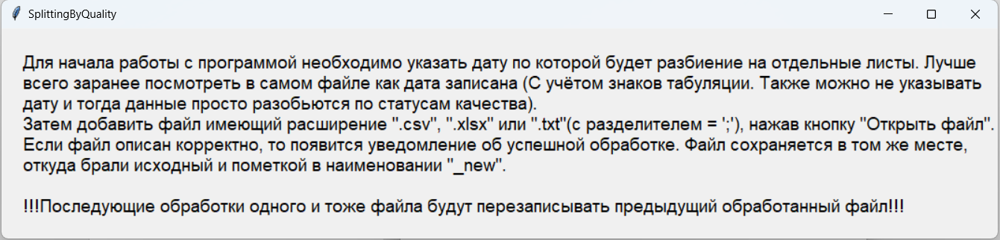 SplittingByQuality
Для начала работы с программой необходимо указать дату по которой будет разбиение на отдельные листы. Лучше
всего заранее посмотреть в самом файле как дата записана (С учётом знаков табуляции. Также можно не указывать
дату и тогда данные просто разобьются по статусам качества).
Затем добавить файл имеющий расширение ".csv", ".xlsx" или ".txt"(с разделителем = ';'), нажав кнопку "Открыть файл".
Если файл описан корректно, то появится уведомление об успешной обработке. Файл сохраняется в том же месте,
откуда брали исходный и пометкой в наименовании "_new".
!!!Последующие обработки одного и тоже файла будут перезаписывать предыдущий обработанный файл!!!